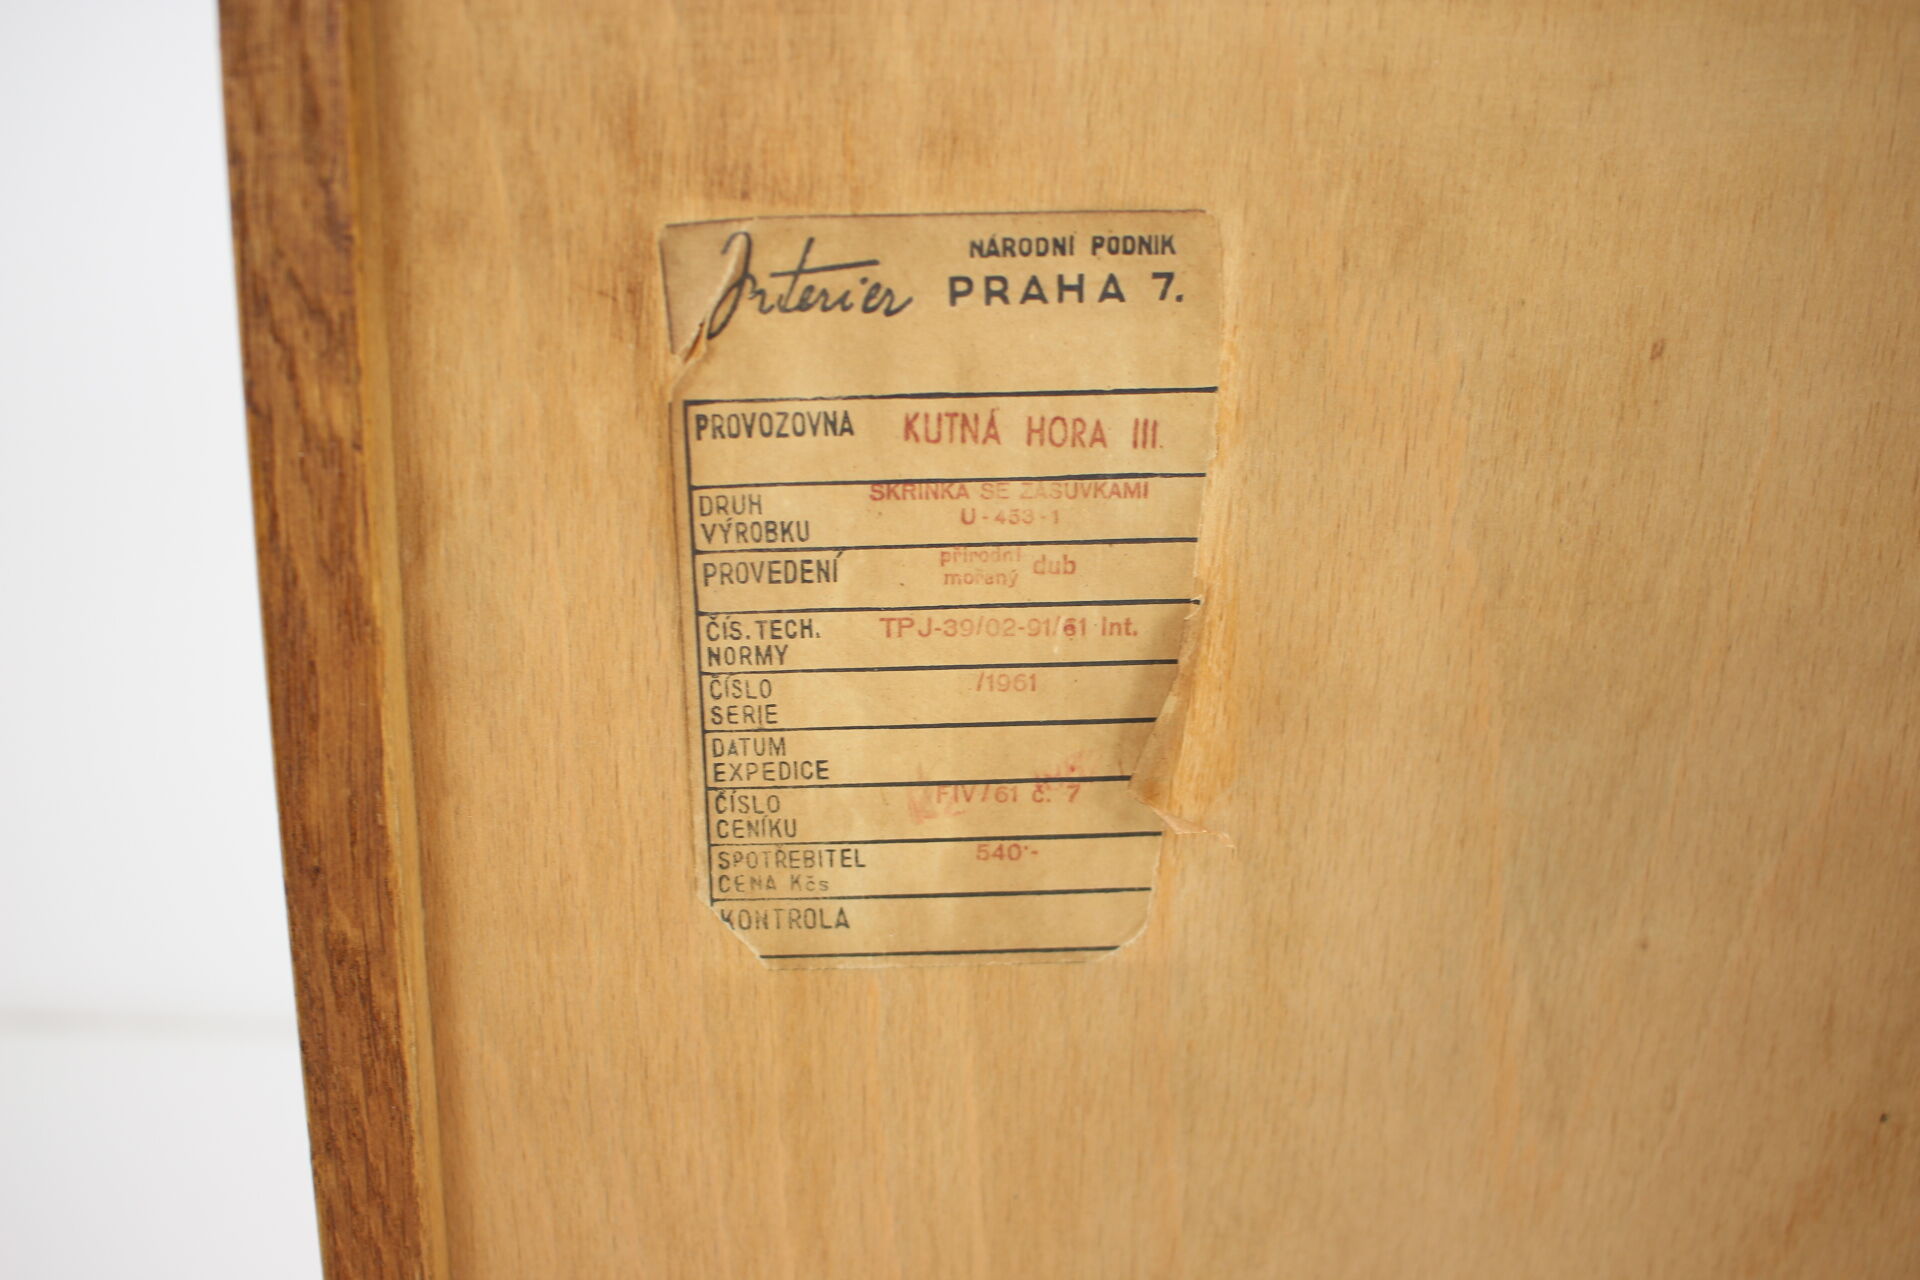 Interier NÁRODNÍ PODNIK
PRAHA 7.
PROVOZOVNA KUTNÁ HORA III.
DRUH VÝROBKU SKŘÍNKA SE ZÁSUVKAMI
U-453-1
PROVEDENÍ přírodní dub
mořený
ČÍS. TECH. NORMY TPJ-39/02-91/61 Int.
ČÍSLO SERIE /1961
DATUM EXPEDICE
ČÍSLO CENÍKU FIV/61 č. 7
SPOTŘEBITEL CENA Kčs 540·-
KONTROLA